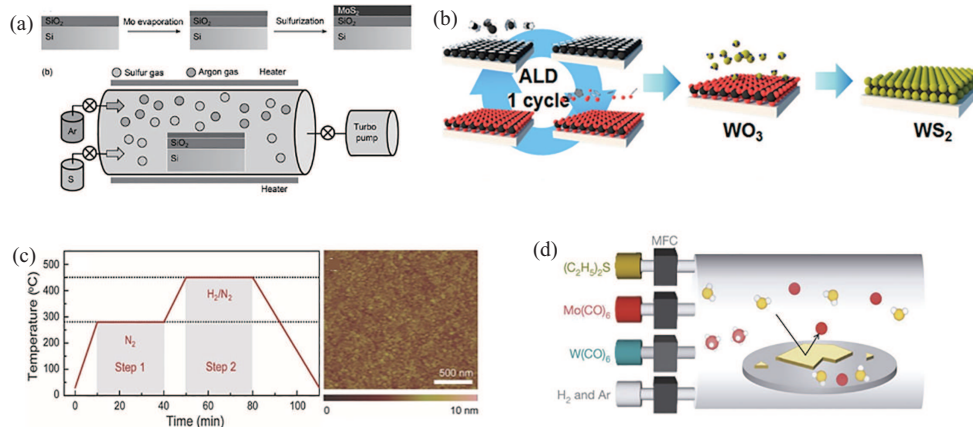 (a)
SiO2
Si
Mo evaporation
SiO2
Si
Sulfurization
MoS2
SiO2
Si
(b)
Sulfur gas
Argon gas
Heater
Ar
S
SiO2
Si
Turbo
pump
Heater
(b)
ALD
1 cycle
WO3
WS2
(c)
Temperature (°C)
500
400
300
200
100
0
N2
Step 1
H2/N2
Step 2
0
20
40
60
80
100
Time (min)
500 nm
0
10 nm
(d)
MFC
(C2H5)2S
Mo(CO)6
W(CO)6
H2 and Ar